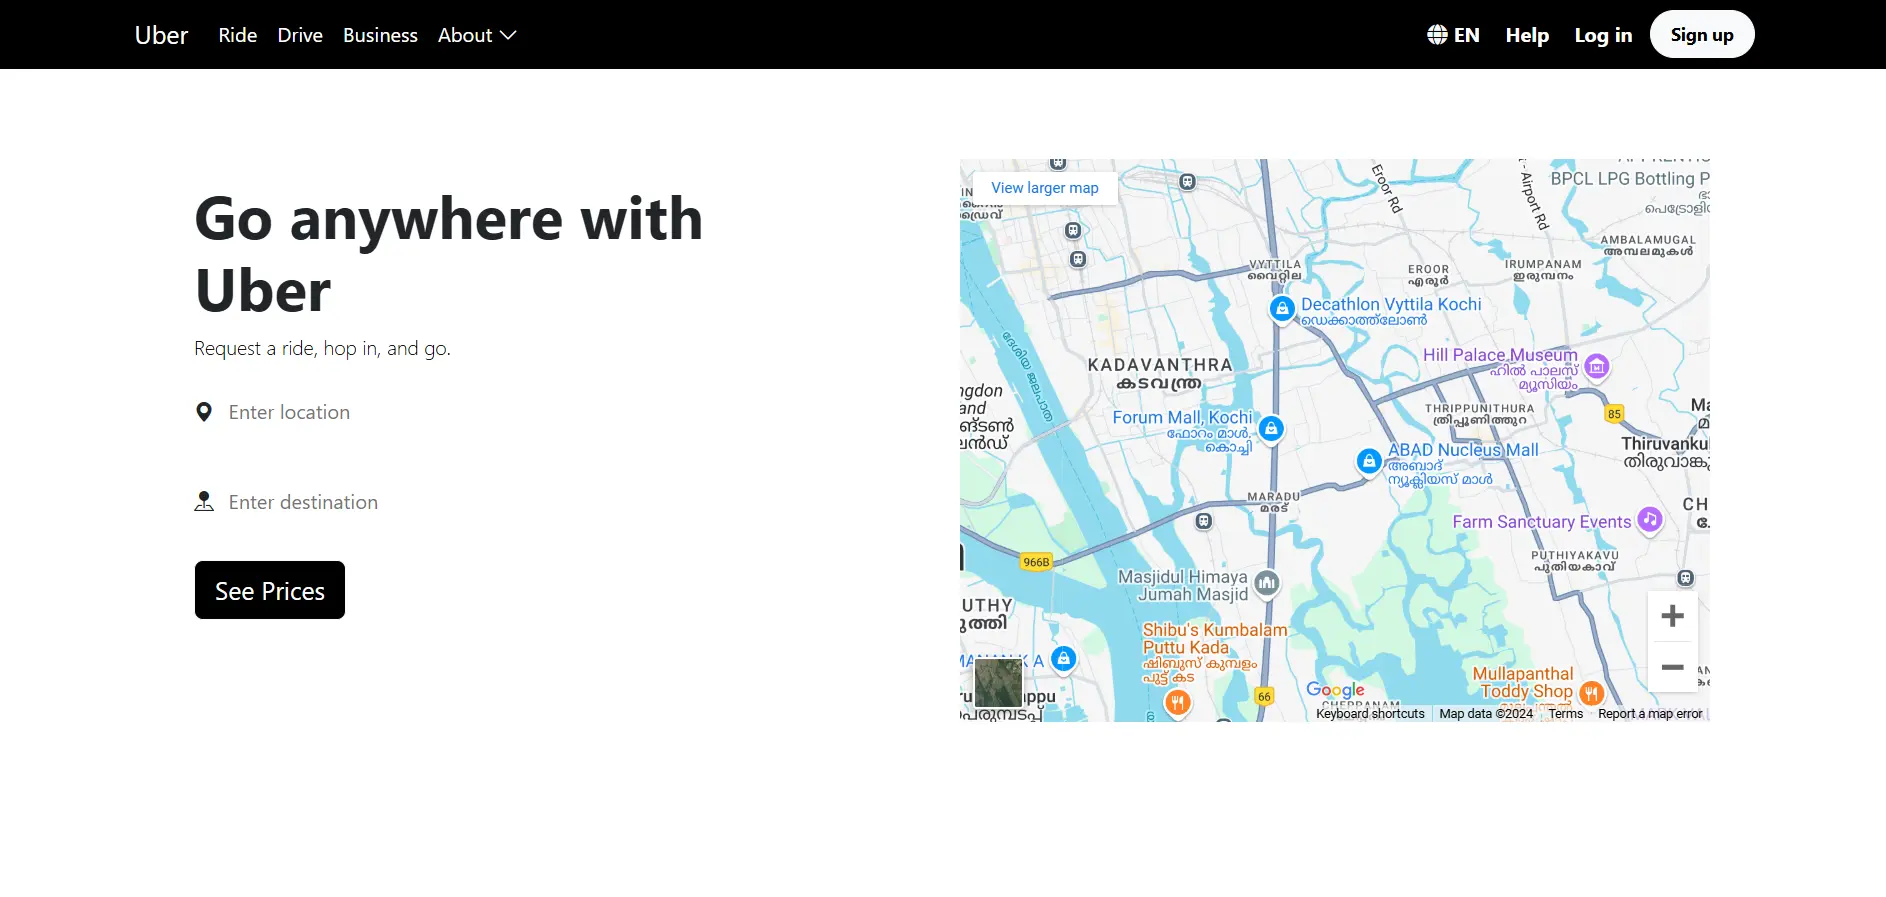 Uber Ride Drive Business About EN Help Log in Sign up
Go anywhere with
Uber
Request a ride, hop in, and go.
Enter location
Enter destination
See Prices
View larger map
Eroor Rd
- Airport Rd
BPCL LPG Bottling P
AMBALAMUGAL
അമ്പലമുകൾ
VYTTILA
വൈറ്റില
EROOR
എരൂർ
IRUMPANAM
ഇരുമ്പനം
Decathlon Vyttila Kochi
ഡെക്കാത്ത്ലോൺ
ദേശീയ ജലപാത
KADAVANTHRA
കടവന്ത്ര
Hill Palace Museum
ഹിൽ പാലസ്
മ്യൂസിയം
ngdon
and
THRIPPUNITHURA
തൃപ്പൂണിത്തുറ
85
Forum Mall, Kochi
ഫോറം മാൾ,
കൊച്ചി
Thiruvankul
തിരുവാങ്കു
ABAD Nucleus Mall
അബാദ്
ന്യൂക്ലിയസ് മാൾ
MARADU
മരട്
Farm Sanctuary Events
PUTHIYAKAVU
പുതിയകാവ്
966B
Masjidul Himaya
Jumah Masjid
UTHY
Shibu's Kumbalam
Puttu Kada
ഷിബുസ് കുമ്പളം
പുട്ട് കട
MANAN K A
Mullapanthal
Toddy Shop
66
Google
Keyboard shortcuts Map data ©2024 Terms Report a map error